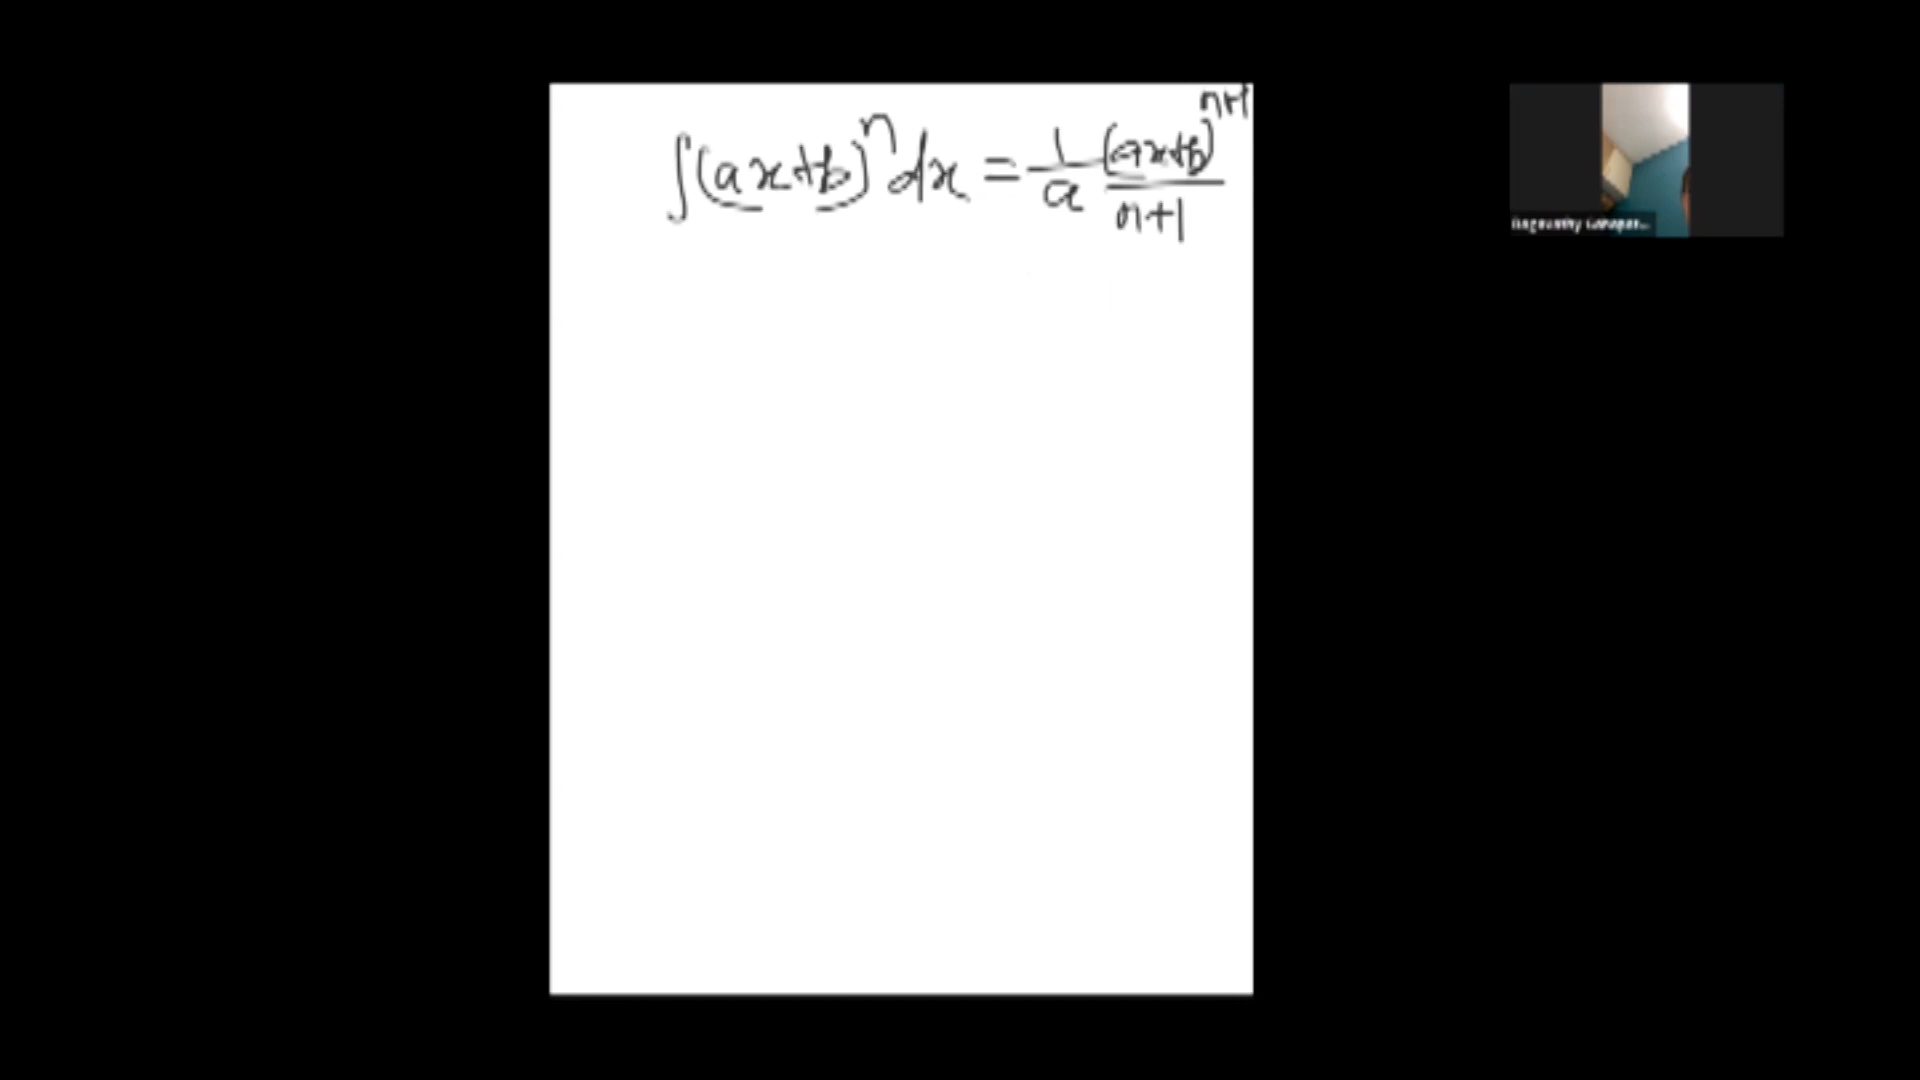 ∫(ax+b)^n dx = 1/a (ax+b)^{n+1}/n+1